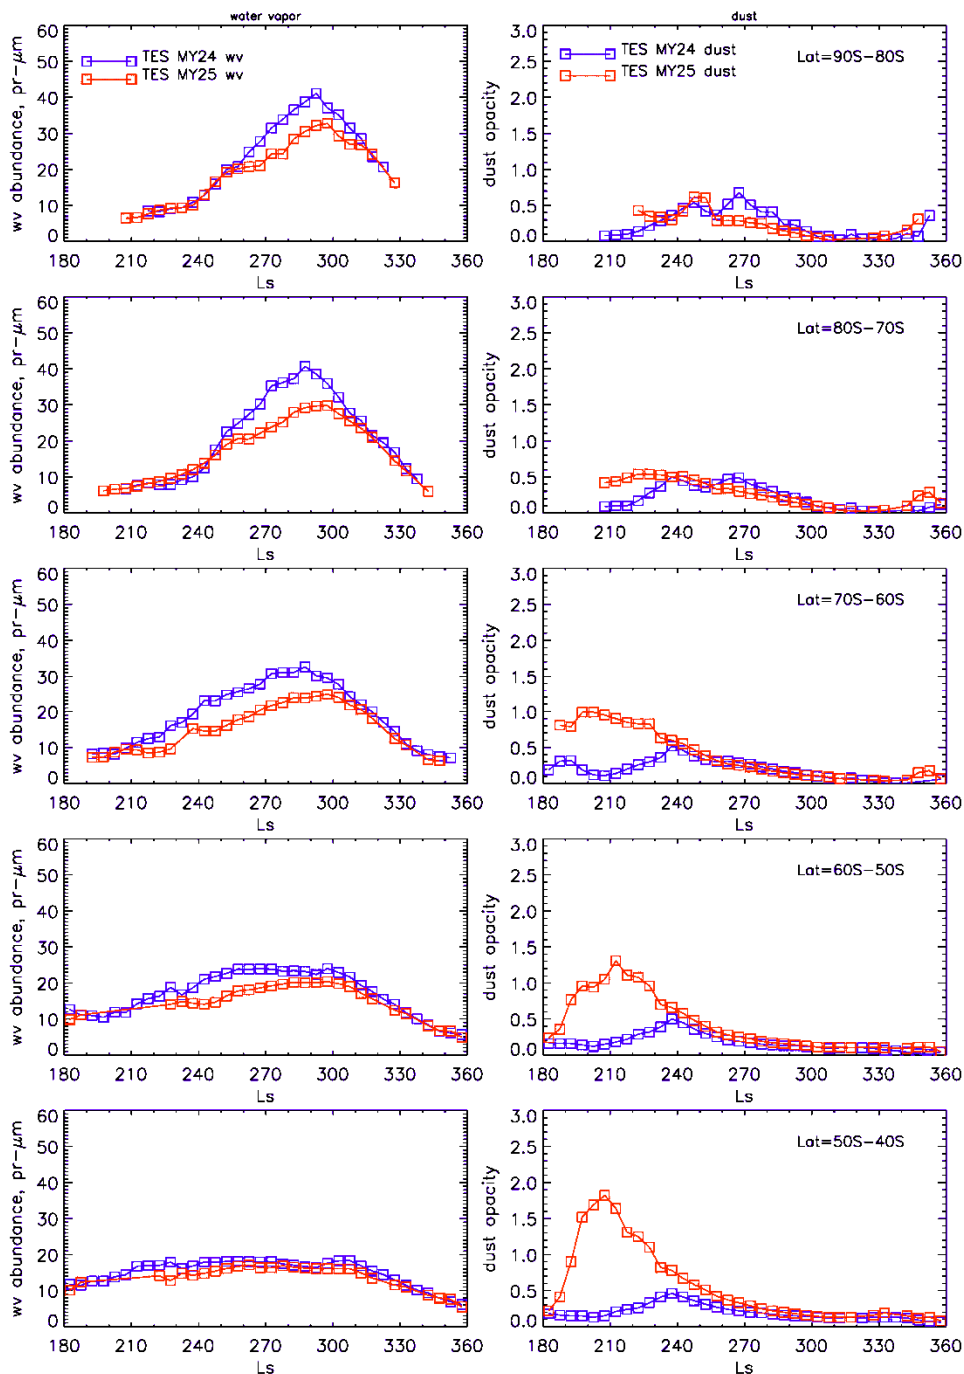 water vapor
dust
60
50
40
30
20
10
0
wv abundance, pr-μm
TES MY24 wv
TES MY25 wv
180 210 240 270 300 330 360
Ls
3.0
2.5
2.0
1.5
1.0
0.5
0.0
dust opacity
TES MY24 dust
TES MY25 dust
Lat=90S-80S
180 210 240 270 300 330 360
Ls
60
50
40
30
20
10
0
wv abundance, pr-μm
180 210 240 270 300 330 360
Ls
3.0
2.5
2.0
1.5
1.0
0.5
0.0
dust opacity
Lat=80S-70S
180 210 240 270 300 330 360
Ls
60
50
40
30
20
10
0
wv abundance, pr-μm
180 210 240 270 300 330 360
Ls
3.0
2.5
2.0
1.5
1.0
0.5
0.0
dust opacity
Lat=70S-60S
180 210 240 270 300 330 360
Ls
60
50
40
30
20
10
0
wv abundance, pr-μm
180 210 240 270 300 330 360
Ls
3.0
2.5
2.0
1.5
1.0
0.5
0.0
dust opacity
Lat=60S-50S
180 210 240 270 300 330 360
Ls
60
50
40
30
20
10
0
wv abundance, pr-μm
180 210 240 270 300 330 360
Ls
3.0
2.5
2.0
1.5
1.0
0.5
0.0
dust opacity
Lat=50S-40S
180 210 240 270 300 330 360
Ls